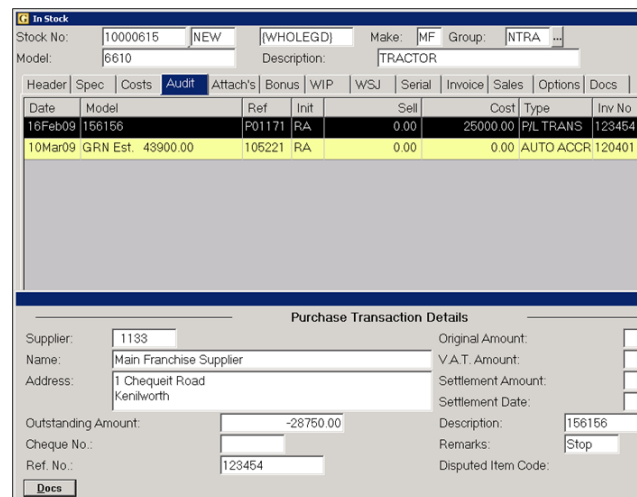 In Stock
Stock No: 10000615 NEW (WHOLEGD) Make: MF Group: NTRA ...
Model: 6610 Description: TRACTOR
Header Spec Costs Audit Attach's Bonus WIP WSJ Serial Invoice Sales Options Docs
Date Model Ref Init Sell Cost Type Inv No
16Feb09 156156 P01171 RA 0.00 25000.00 P/L TRANS 123454
10Mar09 GRN Est. 43900.00 105221 RA 0.00 0.00 AUTO ACCR 120401
Purchase Transaction Details
Supplier: 1133 Original Amount:
Name: Main Franchise Supplier V.A.T. Amount:
Address: 1 Chequeit Road Settlement Amount:
Kenilworth Settlement Date:
Outstanding Amount: -28750.00 Description: 156156
Cheque No.: Remarks: Stop
Ref. No.: 123454 Disputed Item Code:
Docs